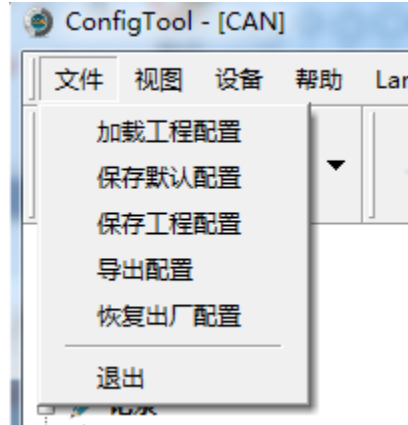 ConfigTool - [CAN]
文件 视图 设备 帮助 Lan
加载工程配置
保存默认配置
保存工程配置
导出配置
恢复出厂配置
退出